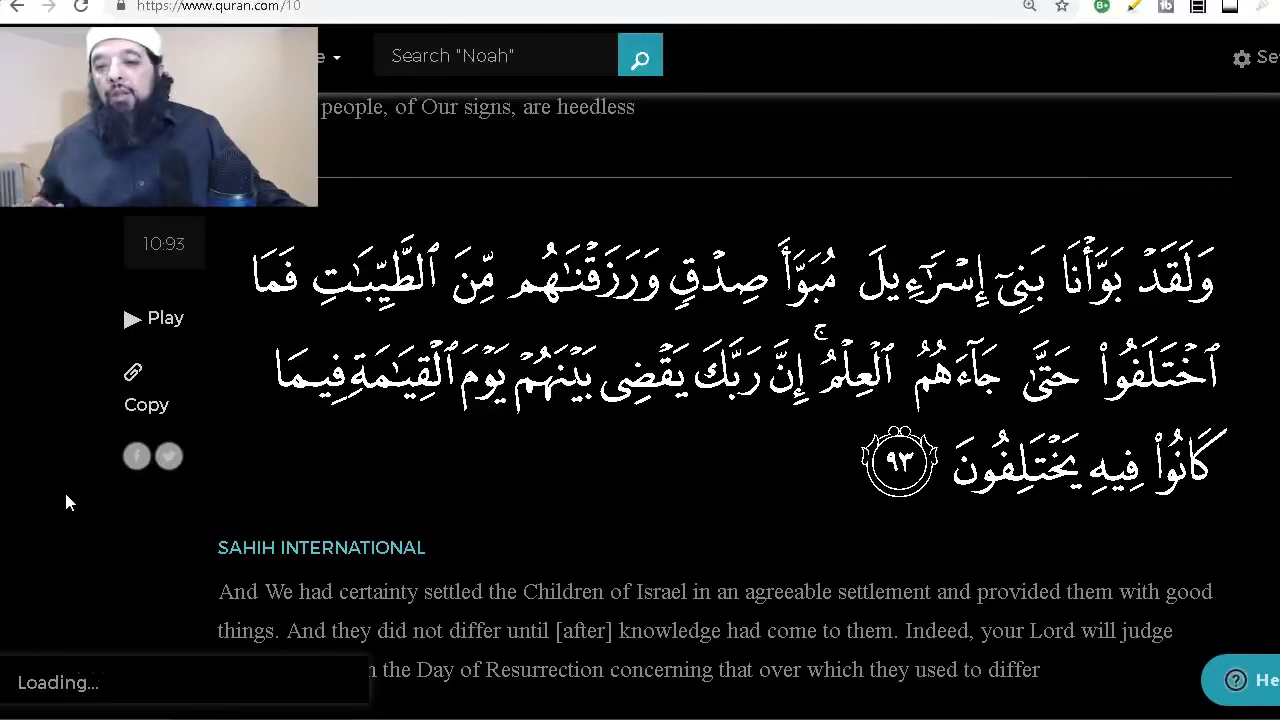 https://www.quran.com/10
e
Search "Noah"
Se
people, of Our signs, are heedless
10:93
وَلَقَدْ بَوَّأْنَا بَنِىٓ إِسْرَٰٓءِيلَ مُبَوَّأَ صِدْقٍ وَرَزَقْنَـٰهُم مِّنَ ٱلطَّيِّبَـٰتِ فَمَا
Play
ٱخْتَلَفُوا۟ حَتَّىٰ جَآءَهُمُ ٱلْعِلْمُ ۚ إِنَّ رَبَّكَ يَقْضِى بَيْنَهُمْ يَوْمَ ٱلْقِيَـٰمَةِ فِيمَا
Copy
كَانُوا۟ فِيهِ يَخْتَلِفُونَ ٩٣
SAHIH INTERNATIONAL
And We had certainty settled the Children of Israel in an agreeable settlement and provided them with good
things. And they did not differ until [after] knowledge had come to them. Indeed, your Lord will judge
the Day of Resurrection concerning that over which they used to differ
Loading...
He